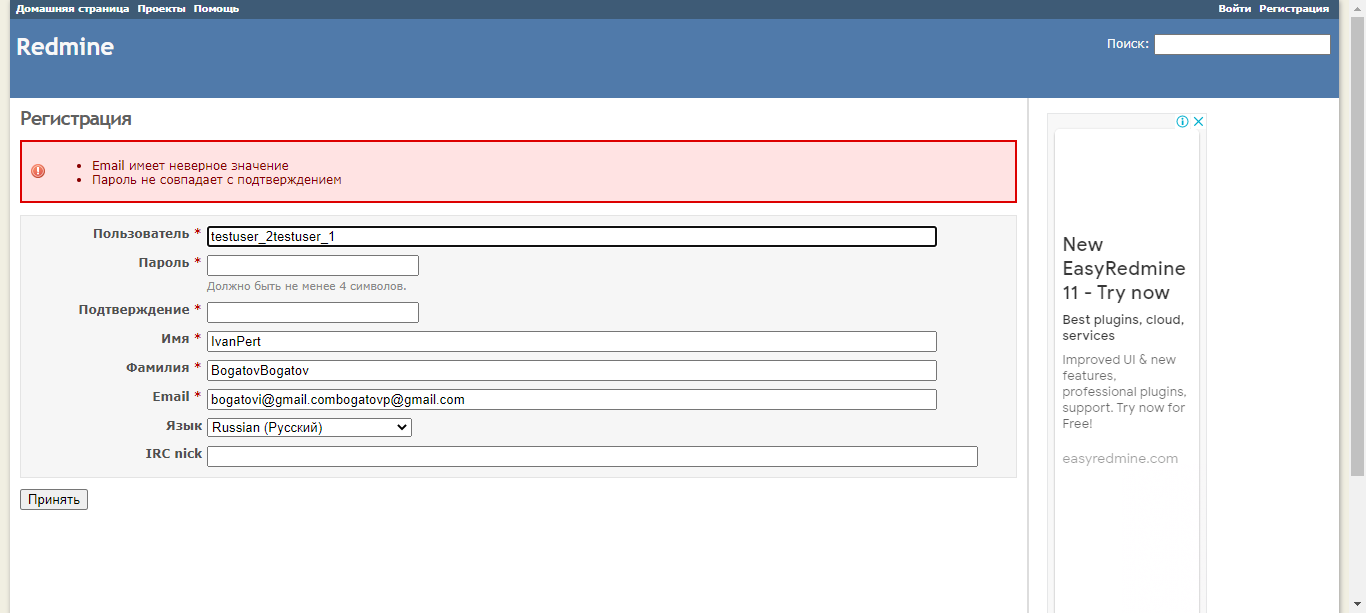 Домашняя страница Проекты Помощь Войти Регистрация
Redmine
Поиск:
Регистрация
Email имеет неверное значение
Пароль не совпадает с подтверждением
Пользователь * testuser_2testuser_1
Пароль *
Должно быть не менее 4 символов.
Подтверждение *
Имя * IvanPert
Фамилия * BogatovBogatov
Email * bogatovi@gmail.combogatovp@gmail.com
Язык Russian (Русский)
IRC nick
Принять
New
EasyRedmine
11 - Try now
Best plugins, cloud,
services
Improved UI & new
features,
professional plugins,
support. Try now for
Free!
easyredmine.com